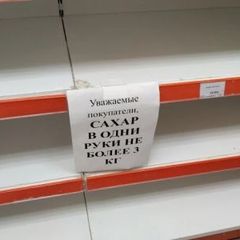 Уважаемые
покупатели,
САХАР
В ОДНИ
РУКИ НЕ
БОЛЕЕ 3
КГ